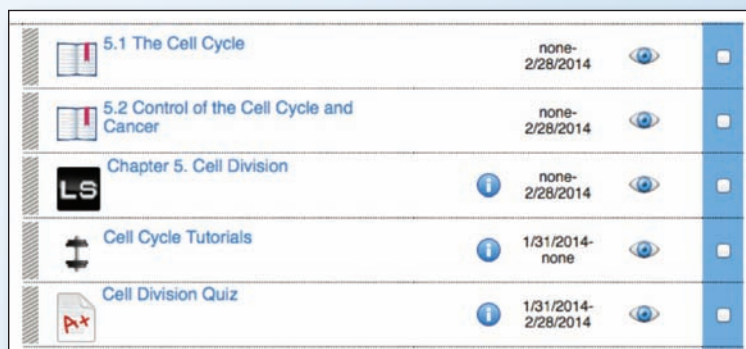 5.1 The Cell Cycle
none-
2/28/2014
5.2 Control of the Cell Cycle and
Cancer
none-
2/28/2014
LS
Chapter 5. Cell Division
i
none-
2/28/2014
Cell Cycle Tutorials
i
1/31/2014-
none
A+
Cell Division Quiz
i
1/31/2014-
2/28/2014